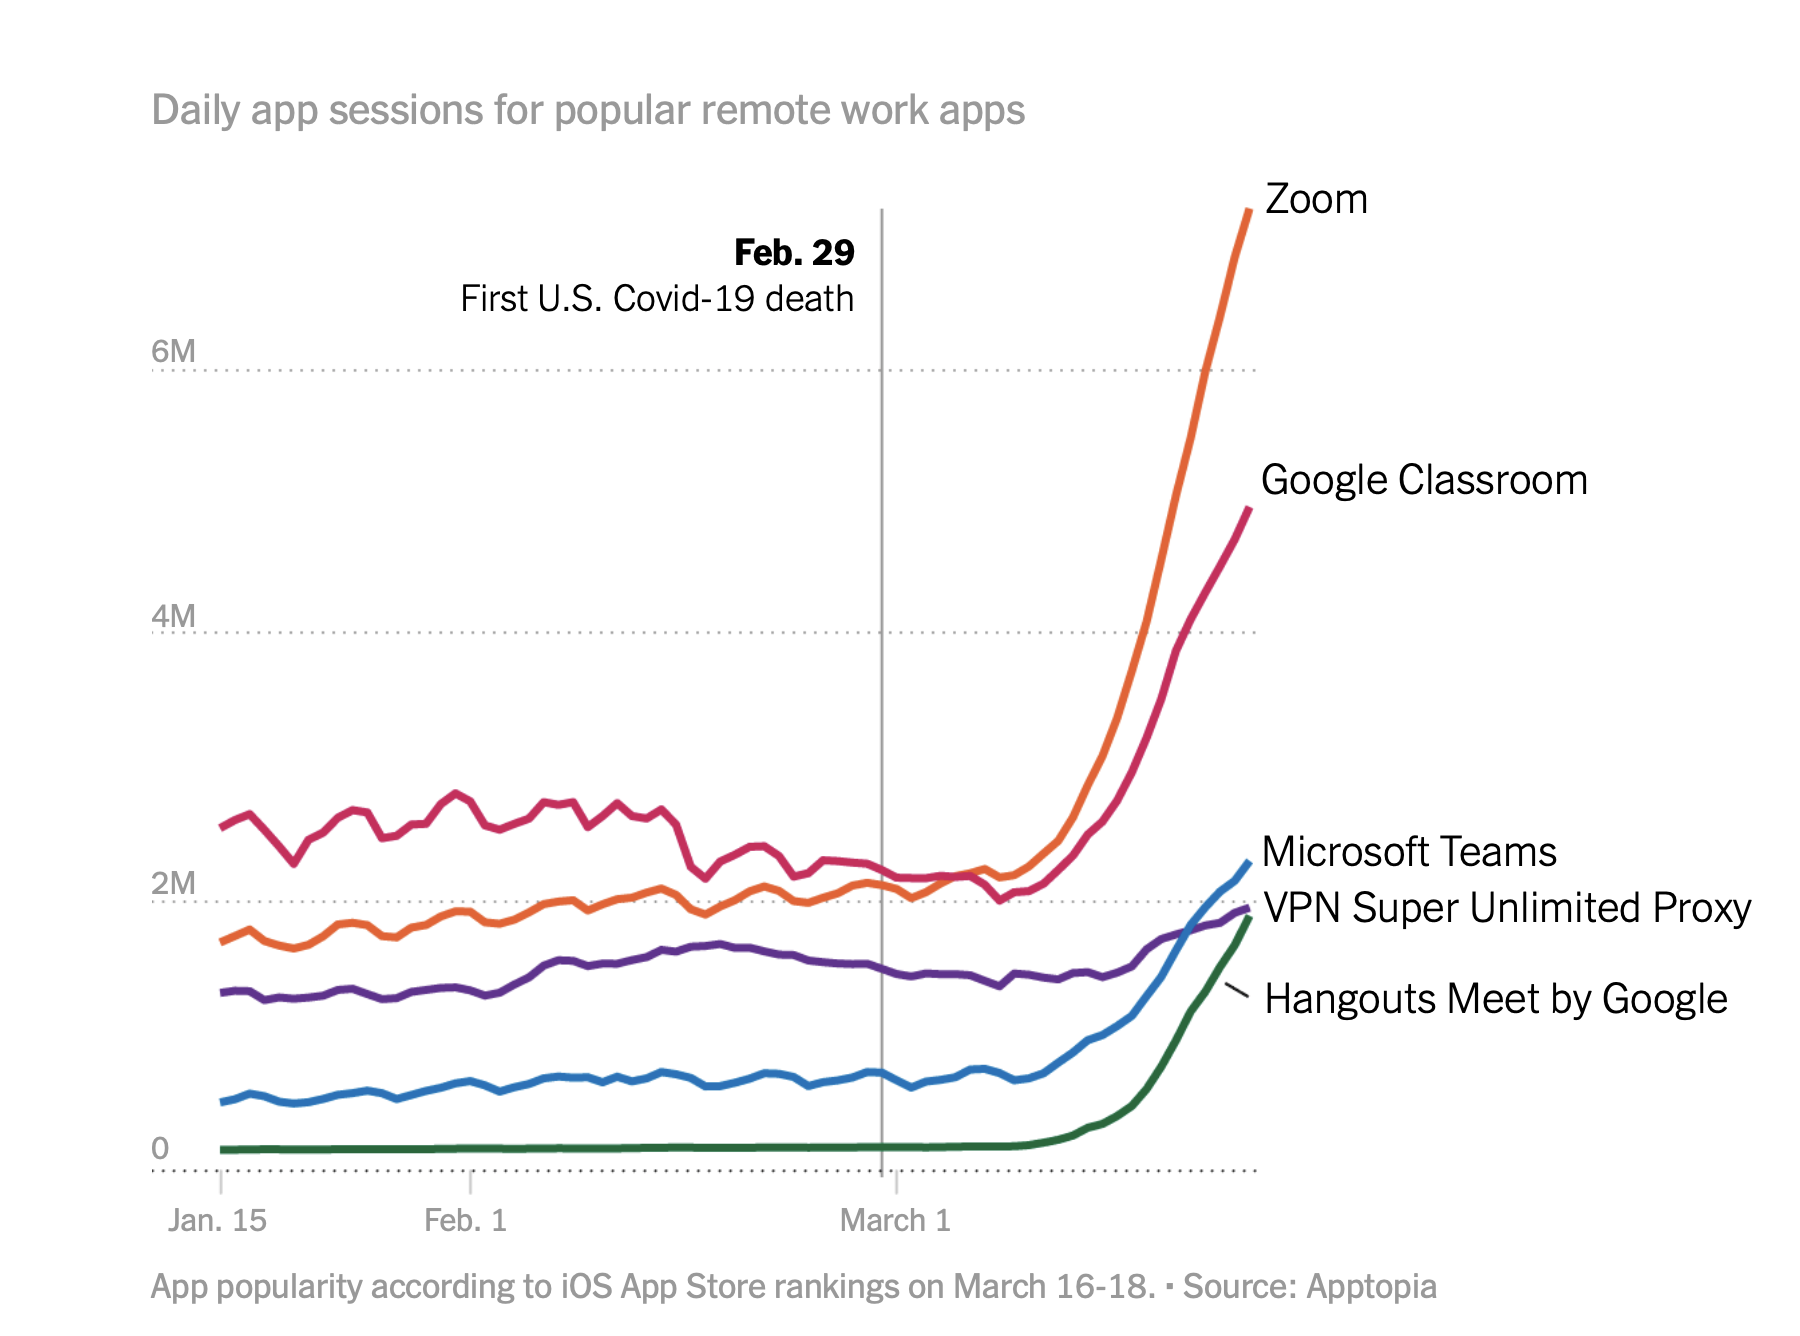 Daily app sessions for popular remote work apps
Zoom
Feb. 29
First U.S. Covid-19 death
6M
Google Classroom
4M
Microsoft Teams
2M
VPN Super Unlimited Proxy
Hangouts Meet by Google
0
Jan. 15
Feb. 1
March 1
App popularity according to iOS App Store rankings on March 16-18. • Source: Apptopia